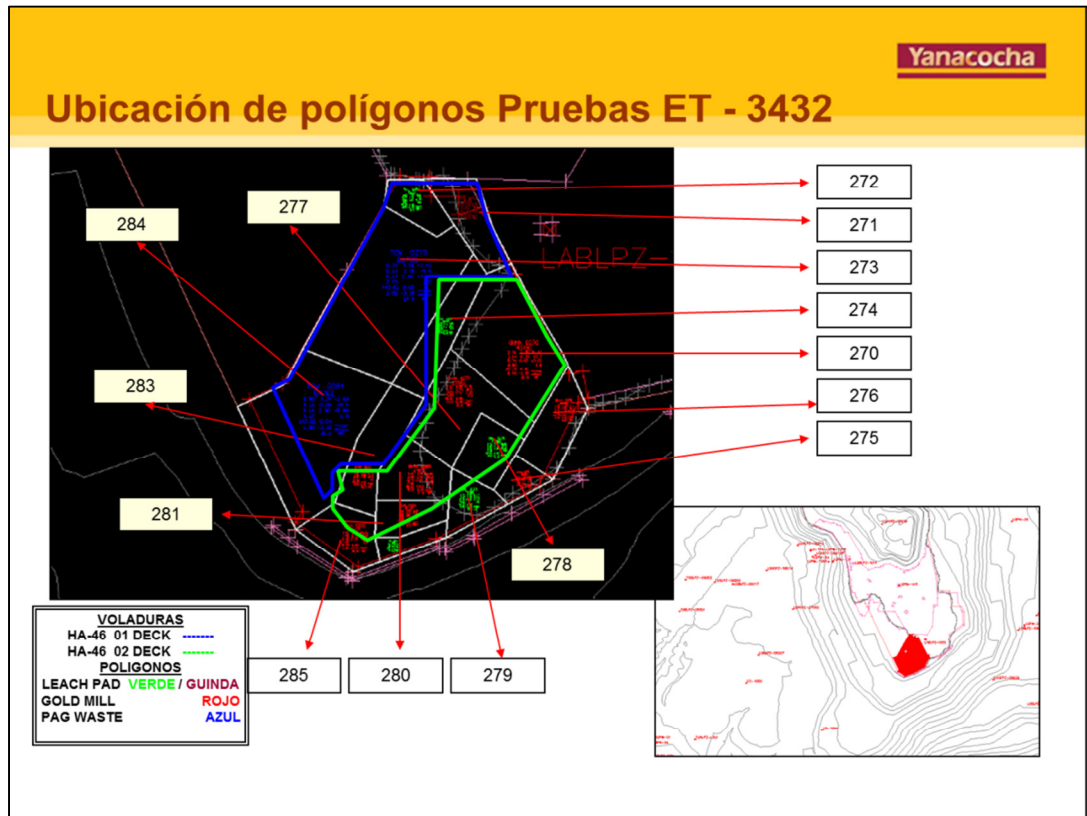 Yanacocha
Ubicación de polígonos Pruebas ET - 3432
272
277
271
284
LABLPZ-
273
274
270
283
276
275
281
278
VOLADURAS
HA-46 01 DECK -------
HA-46 02 DECK -------
POLIGONOS
LEACH PAD VERDE / GUINDA
GOLD MILL ROJO
PAG WASTE AZUL
285
280
279